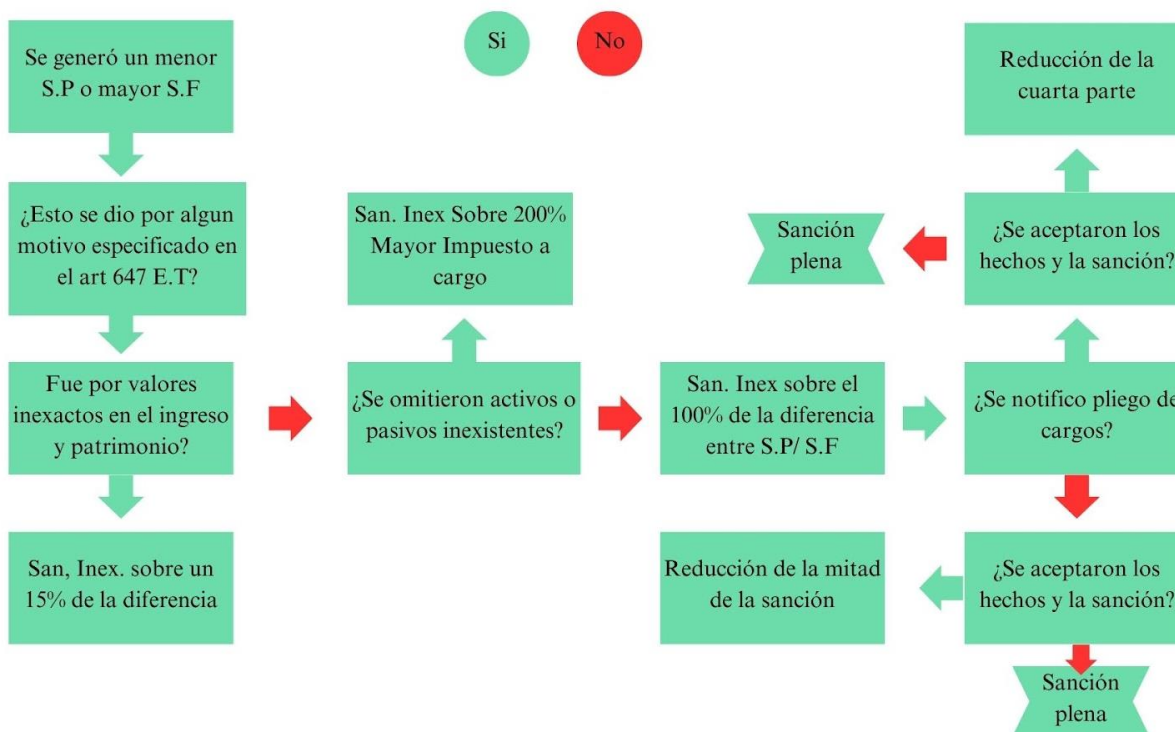 Se generó un menor
S.P o mayor S.F
Si
No
Reducción de la
cuarta parte
¿Esto se dio por algun
motivo especificado en
el art 647 E.T?
San. Inex Sobre 200%
Mayor Impuesto a
cargo
Sanción
plena
¿Se aceptaron los
hechos y la sanción?
Fue por valores
inexactos en el ingreso
y patrimonio?
¿Se omitieron activos o
pasivos inexistentes?
San. Inex sobre el
100% de la diferencia
entre S.P/ S.F
¿Se notifico pliego de
cargos?
San, Inex. sobre un
15% de la diferencia
Reducción de la mitad
de la sanción
¿Se aceptaron los
hechos y la sanción?
Sanción
plena